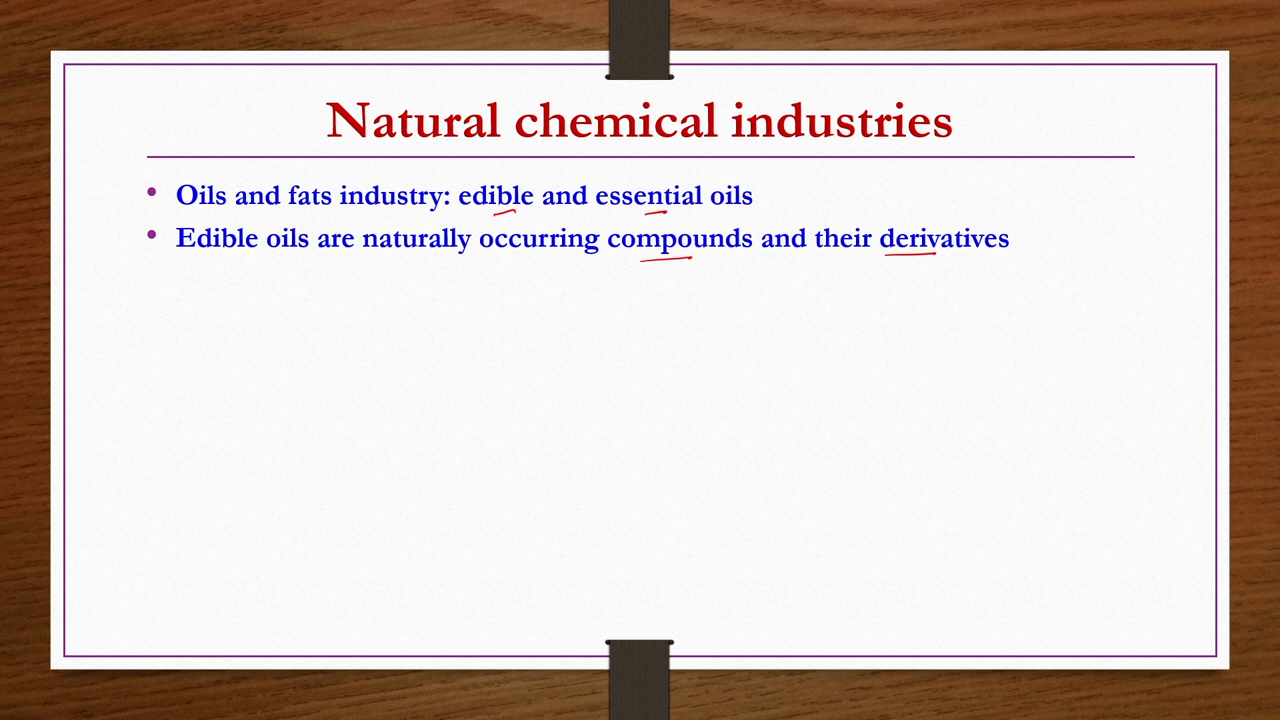 Natural chemical industries
• Oils and fats industry: edible and essential oils
• Edible oils are naturally occurring compounds and their derivatives